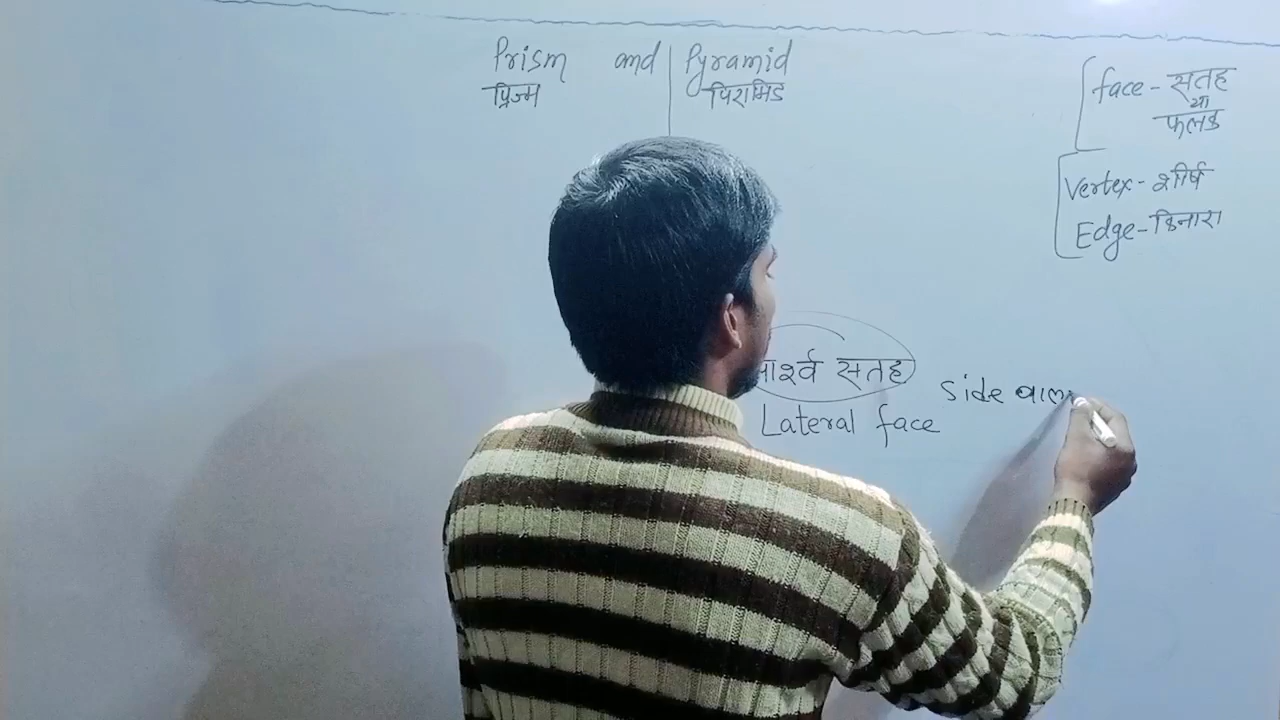 Prism and Pyramid
प्रिज्म पिरामिड
face - सतह
या
फलक
Vertex - शीर्ष
Edge - किनारा
सतह
Lateral face
Side